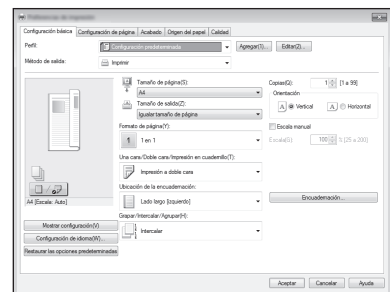 Preferencias de impresión
Configuración básica Configuración de página Acabado Origen del papel Calidad
Perfil: Configuración predeterminada Agregar(1)... Editar(2)...
Método de salida: Imprimir
Tamaño de página(S): Copias(Q): 1 [1 a 99]
A4
Orientación
Tamaño de salida(Z): A Vertical A Horizontal
Igualar tamaño de página
Formato de página(Y): Escala manual
1 1 en 1 Escala(G): 100 % [25 a 200]
Una cara/Doble cara/Impresión en cuadernillo(T):
Impresión a doble cara
Ubicación de la encuadernación:
A4 [Escala: Auto] Lado largo [izquierdo] Encuadernación...
Grapar/Intercalar/Agrupar(H):
Mostrar configuración(V) Intercalar
Configuración de idioma(W)...
Restaurar las opciones predeterminadas
Aceptar Cancelar Ayuda